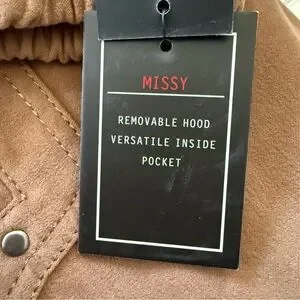 MISSY
REMOVABLE HOOD
VERSATILE INSIDE
POCKET